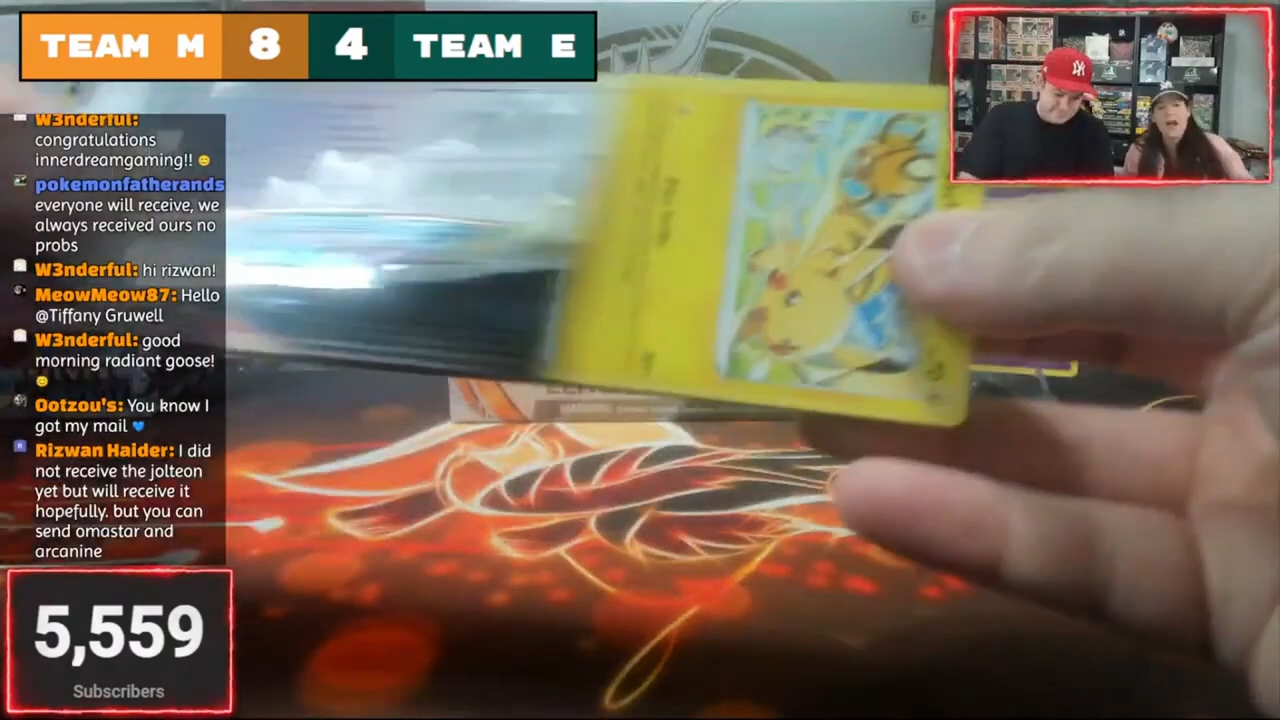 TEAM M 8 4 TEAM E
W3nderful:
congratulations
innerdreamgaming!!
pokemonfatherands
everyone will receive, we
always received ours no
probs
W3nderful: hi rizwan!
MeowMeow87: Hello
@Tiffany Gruwell
W3nderful: good
morning radiant goose!
Ootzou's: You know I
got my mail
Rizwan Haider: I did
not receive the jolteon
yet but will receive it
hopefully. but you can
send omastar and
arcanine
5,559
Subscribers
6+